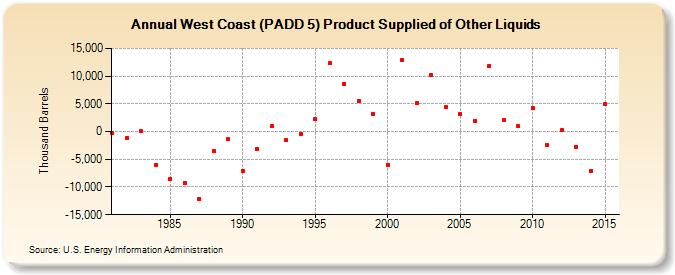 Annual West Coast (PADD 5) Product Supplied of Other Liquids
Thousand Barrels
15,000
10,000
5,000
0
-5,000
-10,000
-15,000
1985 1990 1995 2000 2005 2010 2015
Source: U.S. Energy Information Administration